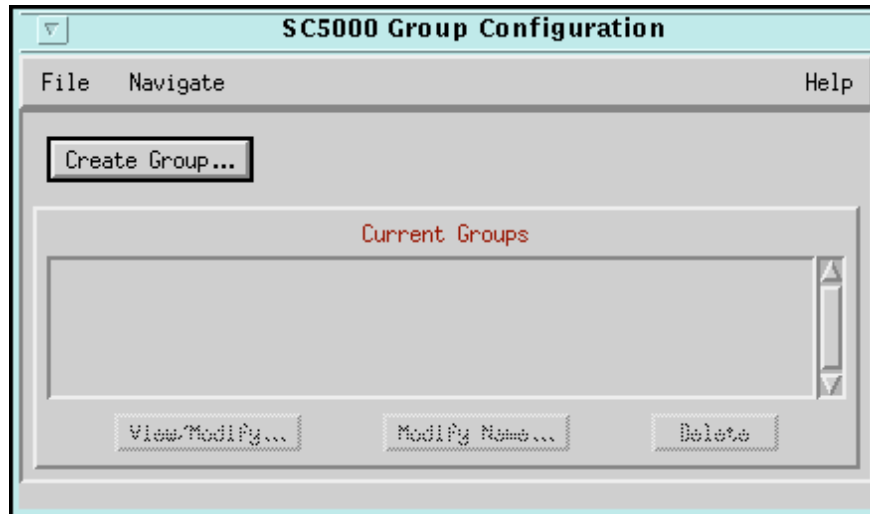 SC5000 Group Configuration
File Navigate Help
Create Group...
Current Groups
View/Modify... Modify Name... Delete